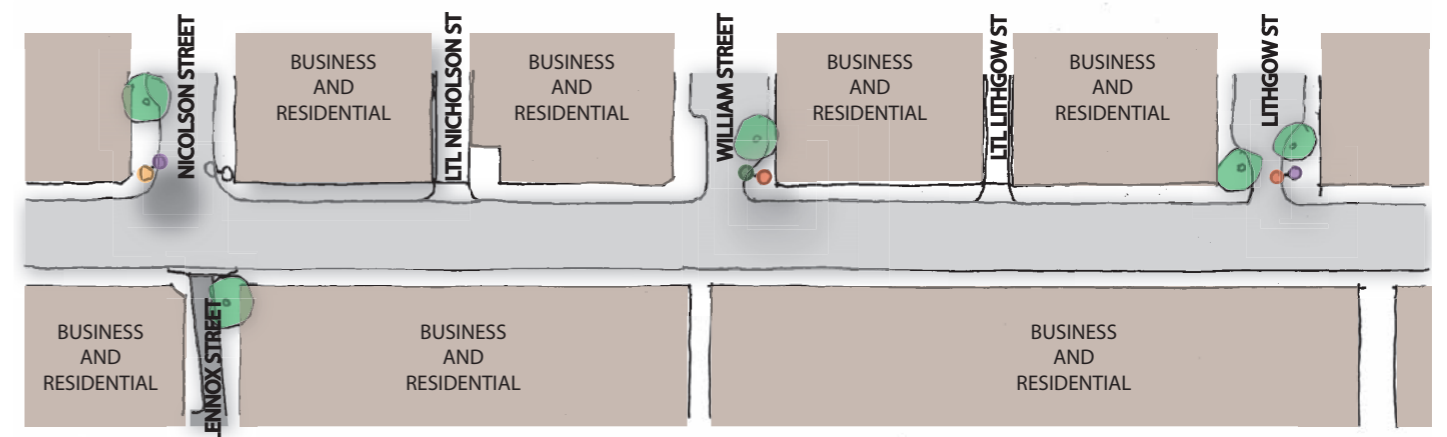 NICOLSON STREET
BUSINESS
AND
RESIDENTIAL
LTL NICHOLSON ST
BUSINESS
AND
RESIDENTIAL
WILLIAM STREET
BUSINESS
AND
RESIDENTIAL
LTL LITHGOW ST
BUSINESS
AND
RESIDENTIAL
LITHGOW ST
BUSINESS
AND
RESIDENTIAL
LENNOX STREET
BUSINESS
AND
RESIDENTIAL
BUSINESS
AND
RESIDENTIAL